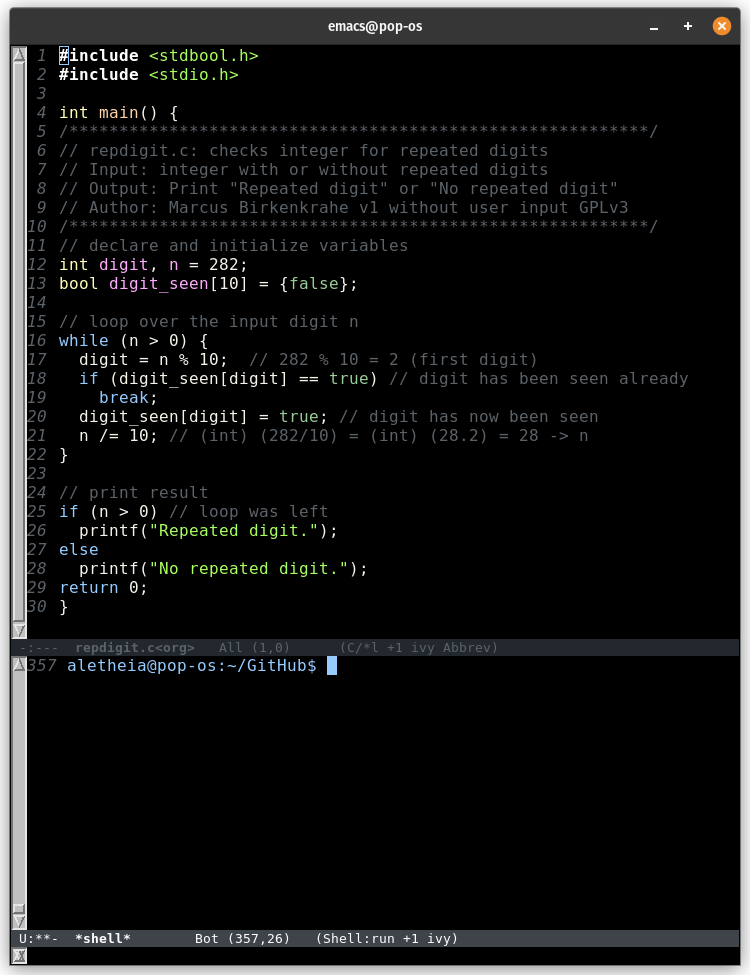 emacs@pop-os
1 #include <stdbool.h>
2 #include <stdio.h>
3
4 int main() {
5 /**********************************************************/
6 // repdigit.c: checks integer for repeated digits
7 // Input: integer with or without repeated digits
8 // Output: Print "Repeated digit" or "No repeated digit"
9 // Author: Marcus Birkenkrahe v1 without user input GPLv3
10 /**********************************************************/
11 // declare and initialize variables
12 int digit, n = 282;
13 bool digit_seen[10] = {false};
14
15 // loop over the input digit n
16 while (n > 0) {
17   digit = n % 10;  // 282 % 10 = 2 (first digit)
18   if (digit_seen[digit] == true) // digit has been seen already
19     break;
20   digit_seen[digit] = true; // digit has now been seen
21   n /= 10; // (int) (282/10) = (int) (28.2) = 28 -> n
22 }
23
24 // print result
25 if (n > 0) // loop was left
26   printf("Repeated digit.");
27 else
28   printf("No repeated digit.");
29 return 0;
30 }
-:---  repdigit.c<org>   All (1,0)      (C/*l +1 ivy Abbrev)
357 aletheia@pop-os:~/GitHub$
U:**-  *shell*        Bot (357,26)   (Shell:run +1 ivy)